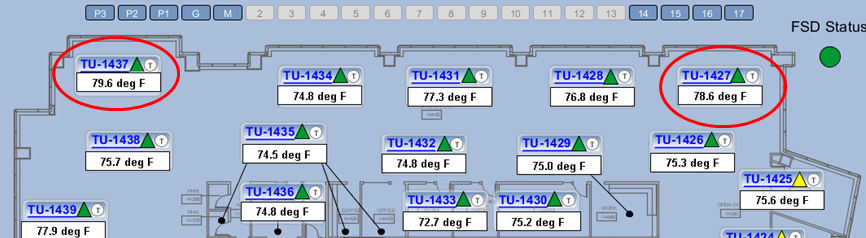 P3 P2 P1 G M 2 3 4 5 6 7 8 9 10 11 12 13 14 15 16 17
FSD Status
TU-1437 T
79.6 deg F
TU-1434 T
74.8 deg F
TU-1431 T
77.3 deg F
TU-1428 T
76.8 deg F
TU-1427 T
78.6 deg F
TU-1438 T
75.7 deg F
TU-1435 T
74.5 deg F
TU-1432 T
74.8 deg F
TU-1429 T
75.0 deg F
TU-1426 T
75.3 deg F
TU-1425 T
75.6 deg F
TU-1436 T
74.8 deg F
TU-1433 T
72.7 deg F
TU-1430 T
75.2 deg F
TU-1439 T
77.9 deg F
OFFICE
WORK
TU-1424 T